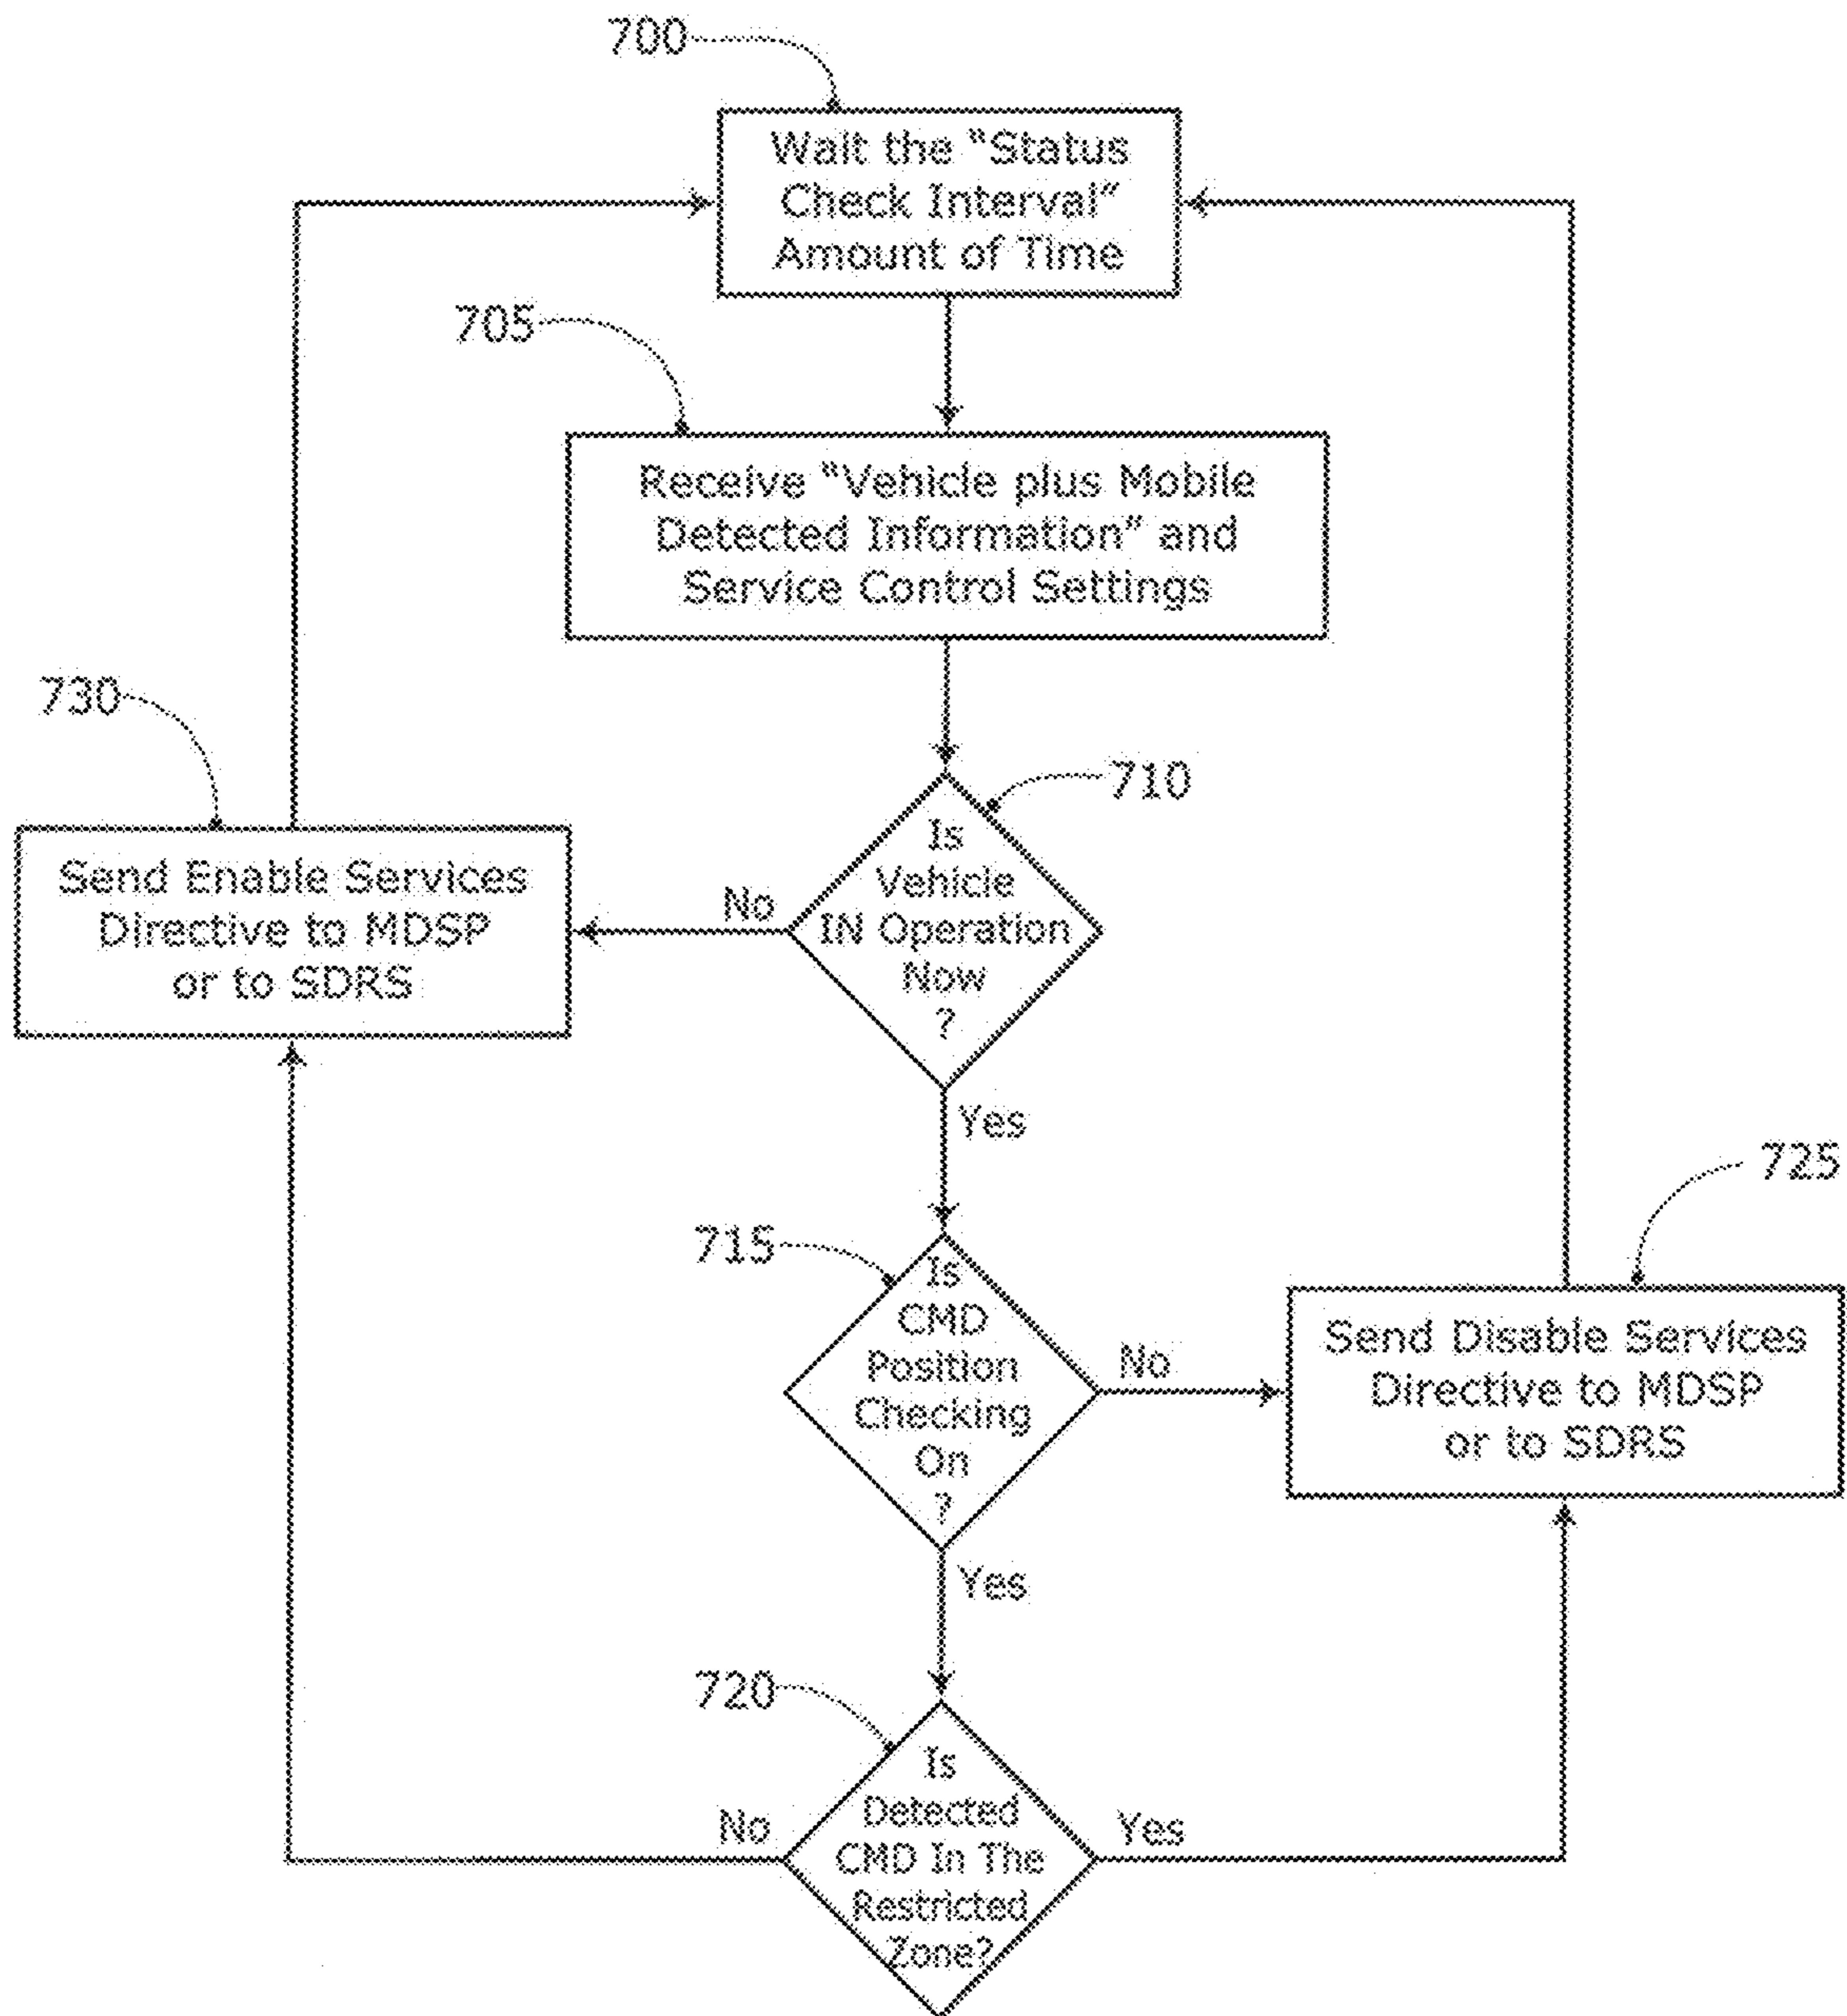 700
Wait the "Status
Check Interval"
Amount of Time
705
Receive "Vehicle plus Mobile
Detected Information" and
Service Control Settings
730
Send Enable Services
Directive to MDSP
or to SDRS
710
Is
Vehicle
IN Operation
Now
?
No
Yes
715
Is
CMD
Position
Checking
On
?
No
Yes
725
Send Disable Services
Directive to MDSP
or to SDRS
720
Is
Detected
CMD In The
Restricted
Zone?
No
Yes